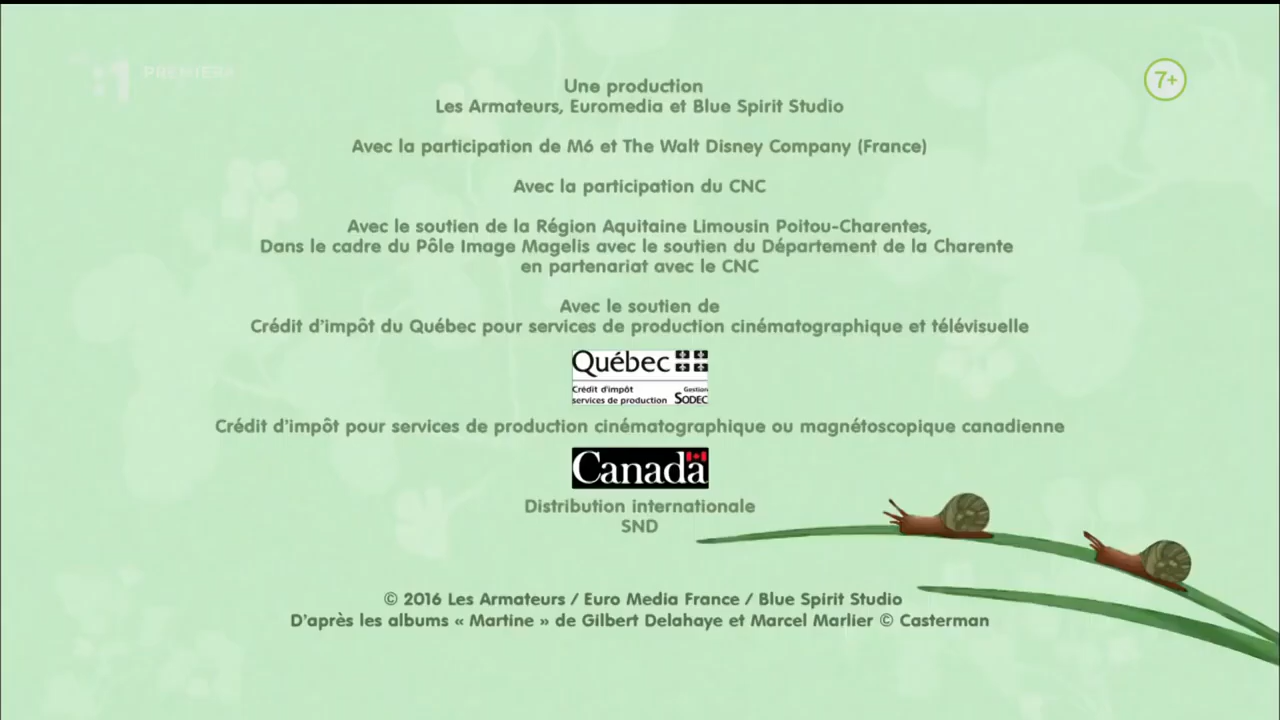 PREMIERA
7+
Une production
Les Armateurs, Euromedia et Blue Spirit Studio
Avec la participation de M6 et The Walt Disney Company (France)
Avec la participation du CNC
Avec le soutien de la Région Aquitaine Limousin Poitou-Charentes,
Dans le cadre du Pôle Image Magelis avec le soutien du Département de la Charente
en partenariat avec le CNC
Avec le soutien de
Crédit d'impôt du Québec pour services de production cinématographique et télévisuelle
Québec
Crédit d'impôt
services de production
Gestion
SODEC
Crédit d'impôt pour services de production cinématographique ou magnétoscopique canadienne
Canada
Distribution internationale
SND
© 2016 Les Armateurs / Euro Media France / Blue Spirit Studio
D'après les albums « Martine » de Gilbert Delahaye et Marcel Marlier © Casterman